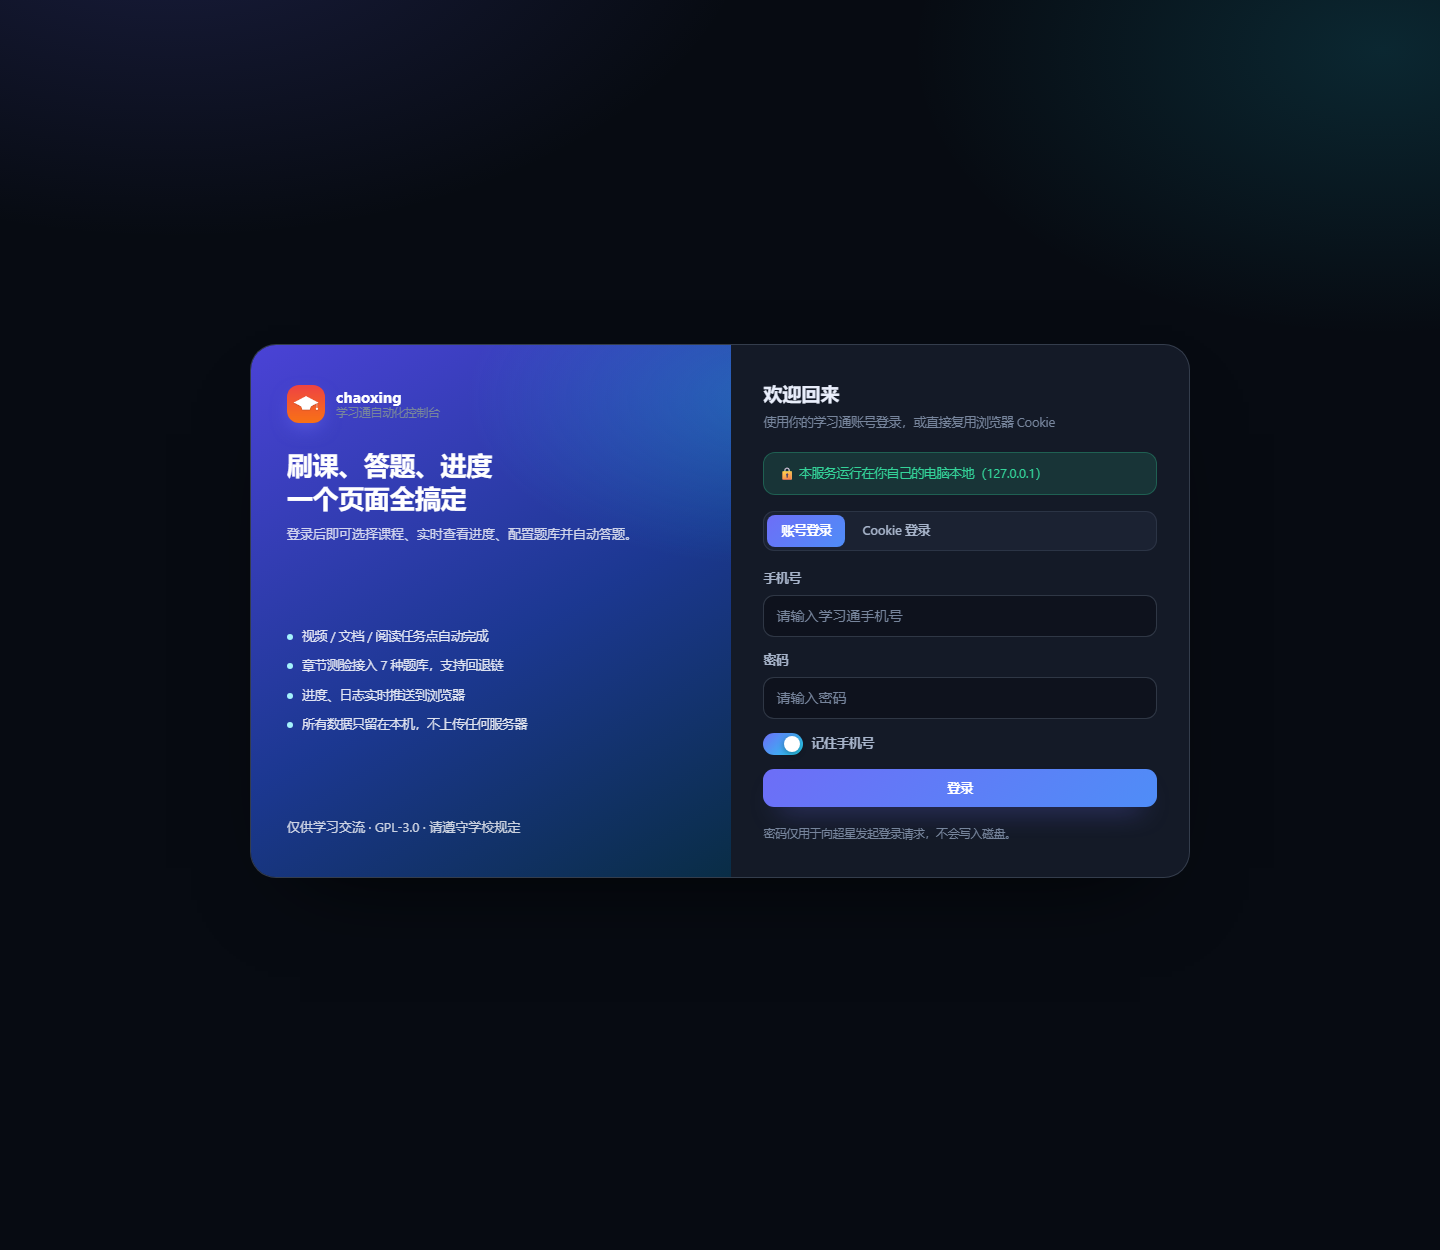 chaoxing
学习通自动化控制台
刷课、答题、进度
一个页面全搞定
登录后即可选择课程、实时查看进度、配置题库并自动答题。
视频 / 文档 / 阅读任务点自动完成
章节测验接入 7 种题库，支持回退链
进度、日志实时推送到浏览器
所有数据只留在本机，不上传任何服务器
仅供学习交流 · GPL-3.0 · 请遵守学校规定
欢迎回来
使用你的学习通账号登录，或直接复用浏览器 Cookie
本服务运行在你自己的电脑本地（127.0.0.1）
账号登录
Cookie 登录
手机号
请输入学习通手机号
密码
请输入密码
记住手机号
登录
密码仅用于向超星发起登录请求，不会写入磁盘。